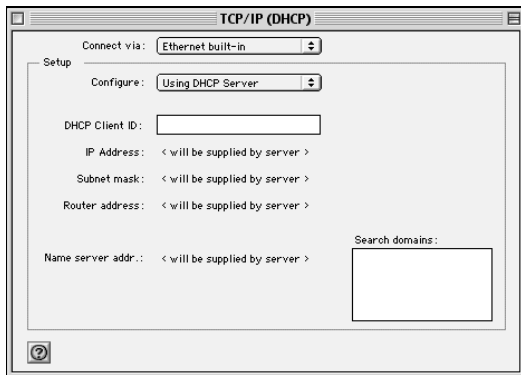 TCP/IP (DHCP)
Connect via: Ethernet built-in
Setup
Configure: Using DHCP Server
DHCP Client ID:
IP Address: < will be supplied by server >
Subnet mask: < will be supplied by server >
Router address: < will be supplied by server >
Search domains:
Name server addr.: < will be supplied by server >
?